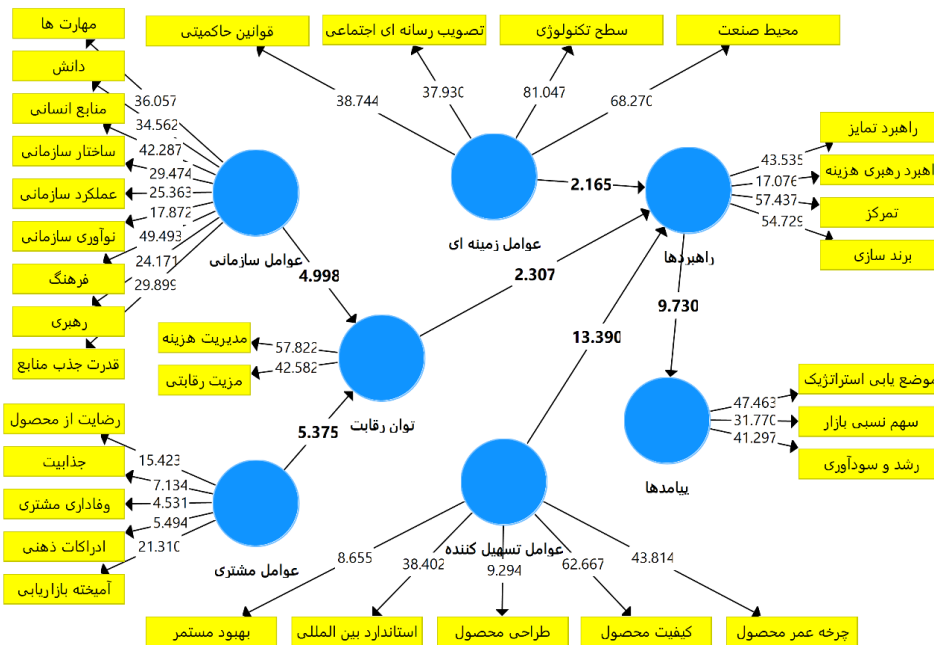 مهارت ها
دانش
منابع انسانی
ساختار سازمانی
عملکرد سازمانی
نوآوری سازمانی
فرهنگ
رهبری
قدرت جذب منابع
36.057
34.562
42.287
29.474
25.363
17.872
49.493
24.171
29.899
عوامل سازمانی
4.998
قوانین حاکمیتی
تصویب رسانه ای اجتماعی
سطح تکنولوژی
محیط صنعت
38.744
37.930
81.047
68.270
عوامل زمینه ای
2.165
راهبرد تمایز
اهبرد رهبری هزینه
تمرکز
برند سازی
43.535
17.076
57.437
54.729
راهبردها
2.307
13.390
9.730
مدیریت هزینه
مزیت رقابتی
57.822
42.582
توان رقابت
5.375
رضایت از محصول
جذابیت
وفاداری مشتری
ادراکات ذهنی
آمیخته بازاریابی
15.423
7.134
4.531
5.494
21.310
عوامل مشتری
موضع یابی استراتژیک
سهم نسبی بازار
رشد و سودآوری
47.463
31.770
41.297
پیامدها
عوامل تسهیل کننده
8.655
38.402
9.294
62.667
43.814
بهبود مستمر
استاندارد بین المللی
طراحی محصول
کیفیت محصول
چرخه عمر محصول